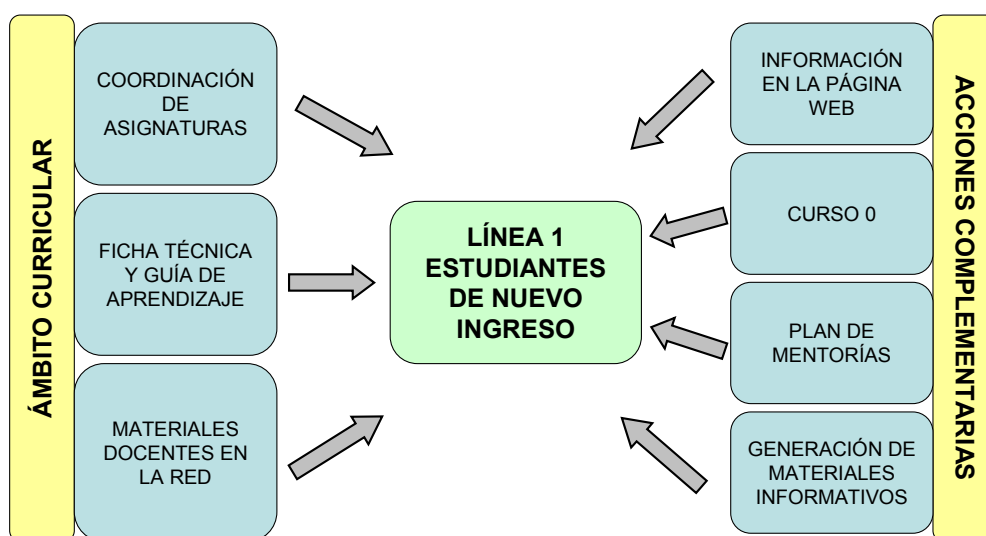 ÁMBITO CURRICULAR
COORDINACIÓN
DE
ASIGNATURAS
FICHA TÉCNICA
Y GUÍA DE
APRENDIZAJE
MATERIALES
DOCENTES EN
LA RED
LÍNEA 1
ESTUDIANTES
DE NUEVO
INGRESO
INFORMACIÓN
EN LA PÁGINA
WEB
CURSO 0
PLAN DE
MENTORÍAS
GENERACIÓN DE
MATERIALES
INFORMATIVOS
ACCIONES COMPLEMENTARIAS